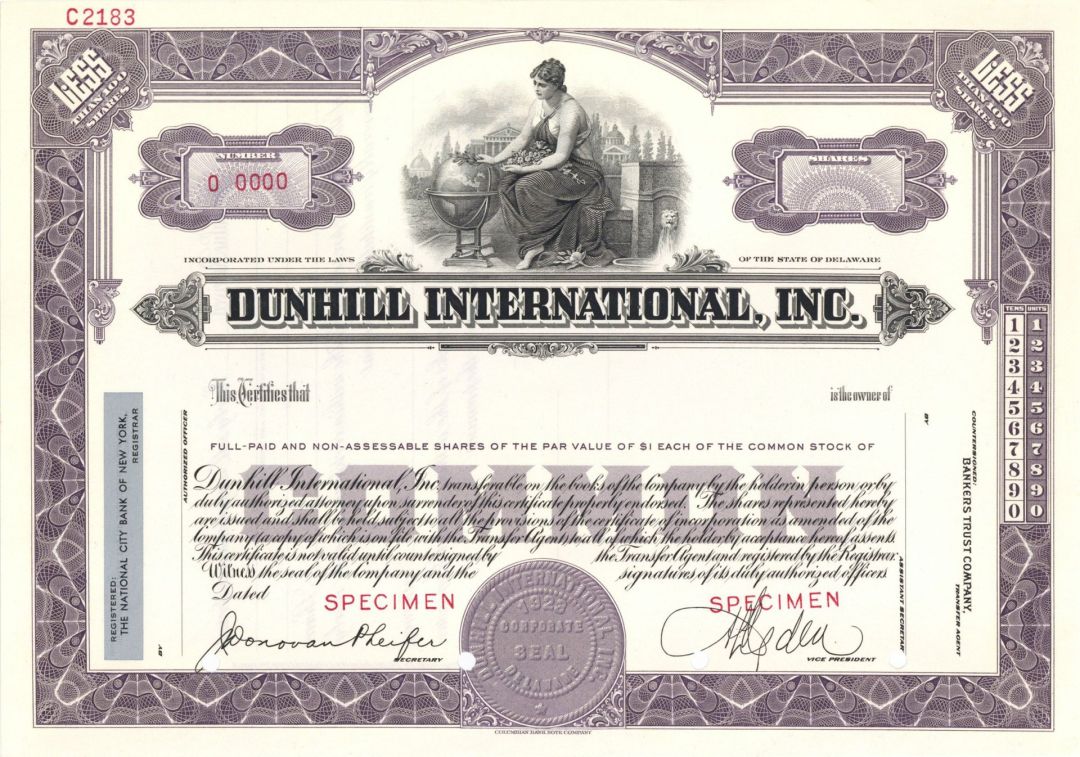 C2183
LESS THAN 100 SHARES
LESS THAN 100 SHARES
NUMBER
0 0000
SHARES
INCORPORATED UNDER THE LAWS
OF THE STATE OF DELAWARE
DUNHILL INTERNATIONAL, INC.
TENS UNITS
1 1
2 2
3 3
4 4
5 5
6 6
7 7
8 8
9 9
0 0
This Certifies that
is the owner of
FULL-PAID AND NON-ASSESSABLE SHARES OF THE PAR VALUE OF $1 EACH OF THE COMMON STOCK OF
COMMON
Dunhill International, Inc. transferable on the books of the company by the holder in person or by
duly authorized attorney upon surrender of this certificate properly endorsed. The shares represented hereby
are issued and shall be held subject to all the provisions of the certificate of incorporation as amended of the
Company (a copy of which is on file with the Transfer Agent) to all of which the holder by acceptance hereof assents.
This certificate is not valid until countersigned by the Transfer Agent and registered by the Registrar.
Witness the seal of the Company and the signatures of its duly authorized officers
Dated
SPECIMEN
SPECIMEN
J Donovan Pheifer
SECRETARY
VICE PRESIDENT
ASSISTANT SECRETARY
DUNHILL INTERNATIONAL, INC.
CORPORATE
SEAL
DELAWARE
REGISTERED:
THE NATIONAL CITY BANK OF NEW YORK,
REGISTRAR
BY
AUTHORIZED OFFICER
COUNTERSIGNED:
BANKERS TRUST COMPANY,
TRANSFER AGENT
BY
COLUMBIAN BANK NOTE COMPANY